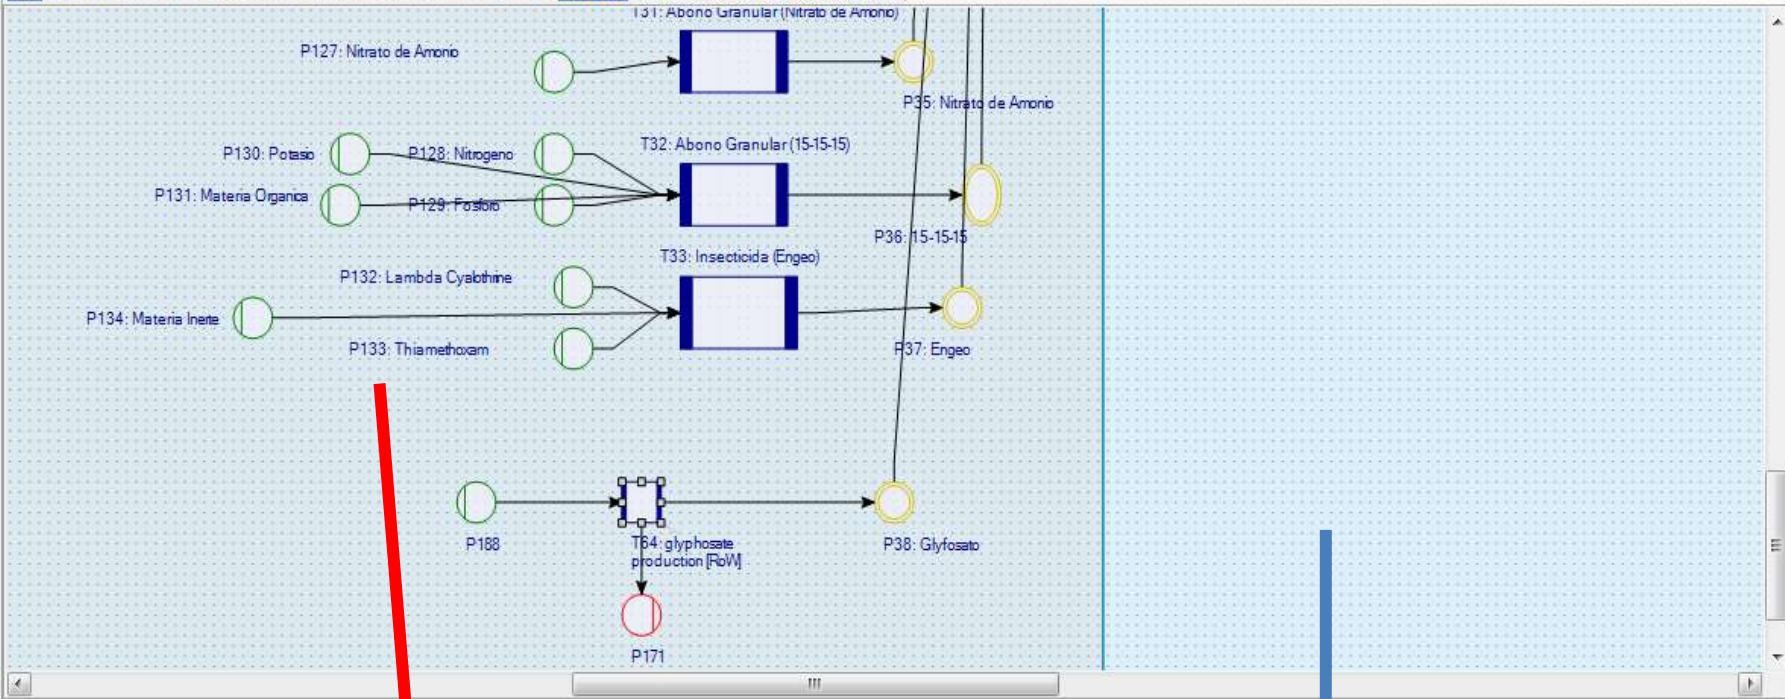 T31: Abono Granular (Nitrato de Amonio)
P127: Nitrato de Amonio
P35: Nitrato de Amonio
T32: Abono Granular (15-15-15)
P130: Potasio
P128: Nitrogeno
P131: Materia Organica
P129: Fosforo
P36: 15-15-15
T33: Insecticida (Engeo)
P132: Lambda Cyalothrine
P134: Materia Inerte
P133: Thiamethoxam
P37: Engeo
P188
T64: glyphosate
production [RoW]
P38: Glyfosato
P171